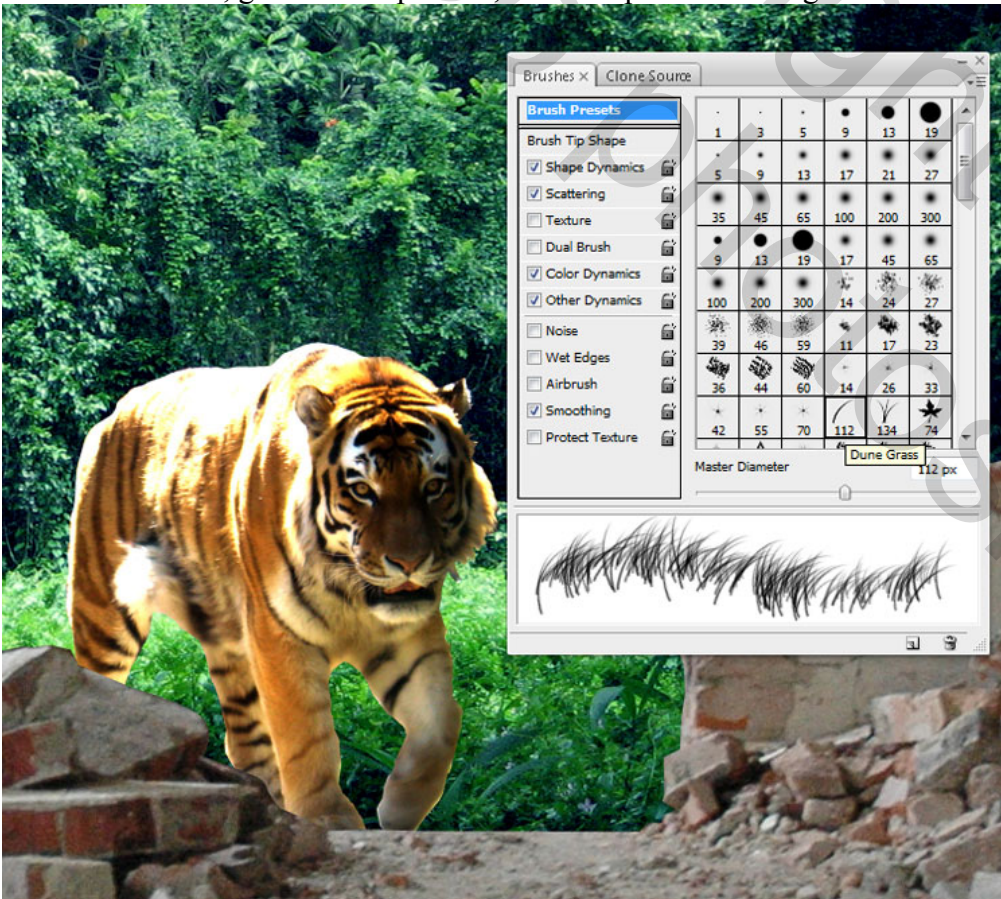 Brushes × Clone Source
Brush Presets
Brush Tip Shape
Shape Dynamics
Scattering
Texture
Dual Brush
Color Dynamics
Other Dynamics
Noise
Wet Edges
Airbrush
Smoothing
Protect Texture
1 3 5 9 13 19
5 9 13 17 21 27
35 45 65 100 200 300
9 13 19 17 45 65
100 200 300 14 24 27
39 46 59 11 17 23
36 44 60 14 26 33
42 55 70 112 134 74
Dune Grass
Master Diameter 112 px